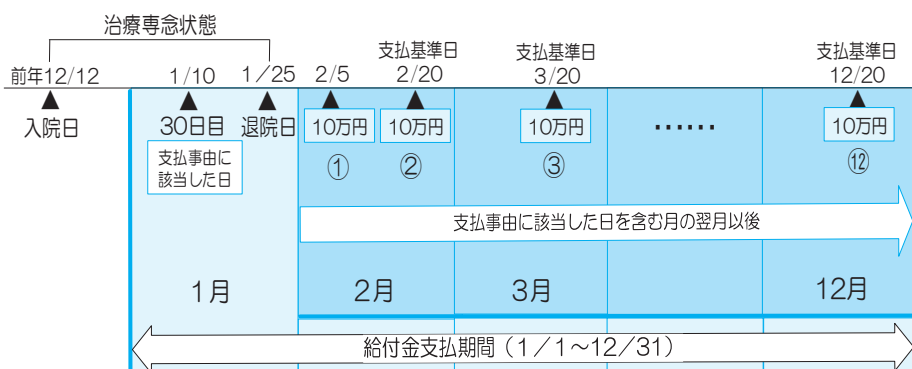 治療専念状態
支払基準日 支払基準日 支払基準日
前年12/12 1/10 1/25 2/5 2/20 3/20 12/20
入院日 30日目 退院日 10万円 10万円 10万円 …… 10万円
支払事由に
該当した日
① ② ③ ⑫
支払事由に該当した日を含む月の翌月以後
1月 2月 3月 12月
給付金支払期間（1/1～12/31）